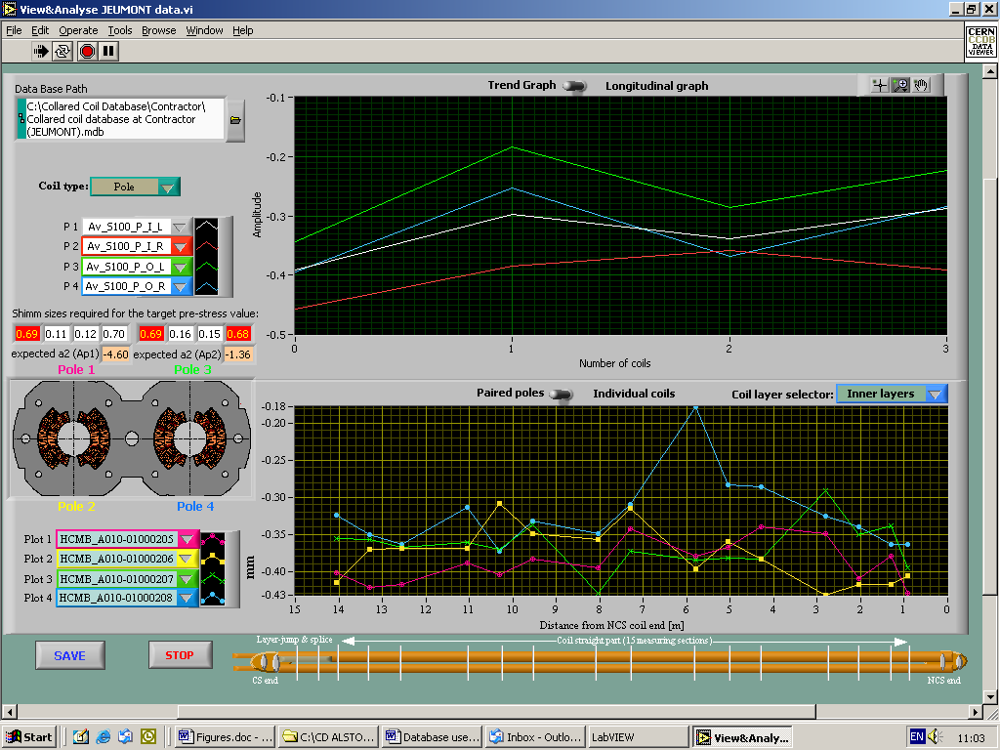 View&Analyse JEUMONT data.vi
File Edit Operate Tools Browse Window Help
CERN
CCDB
DATA
VIEWER
Data Base Path
C:\Collared Coil Database\Contractor\
Collared coil database at Contractor
(JEUMONT).mdb
Trend Graph Longitudinal graph
Coil type: Pole
P 1 Av_S100_P_I_L
P 2 Av_S100_P_I_R
P 3 Av_S100_P_O_L
P 4 Av_S100_P_O_R
Amplitude
-0.1
-0.2
-0.3
-0.4
-0.5
0 1 2 3
Number of coils
Shimm sizes required for the target pre-stress value:
0.69 0.11 0.12 0.70 0.69 0.16 0.15 0.68
expected a2 (Ap1) -4.60 expected a2 (Ap2) -1.36
Pole 1 Pole 3
Pole 2 Pole 4
Paired poles Individual coils Coil layer selector: Inner layers
-0.18
-0.20
-0.25
-0.30
-0.35
-0.40
-0.43
mm
15 14 13 12 11 10 9 8 7 6 5 4 3 2 1 0
Distance from NCS coil end [m]
Plot 1 HCMB_A010-01000205
Plot 2 HCMB_A010-01000206
Plot 3 HCMB_A010-01000207
Plot 4 HCMB_A010-01000208
SAVE STOP
Layer-jump & splice Coil straight part (15 measuring sections)
CS end NCS end
Start Figures.doc - ... C:\CD ALSTO... Database use... Inbox - Outlo... LabVIEW View&Analy... EN 11:03